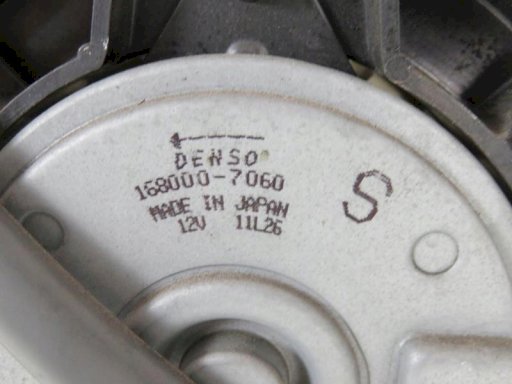 DENSO
168000-7060
S
MADE IN JAPAN
12V 11L26